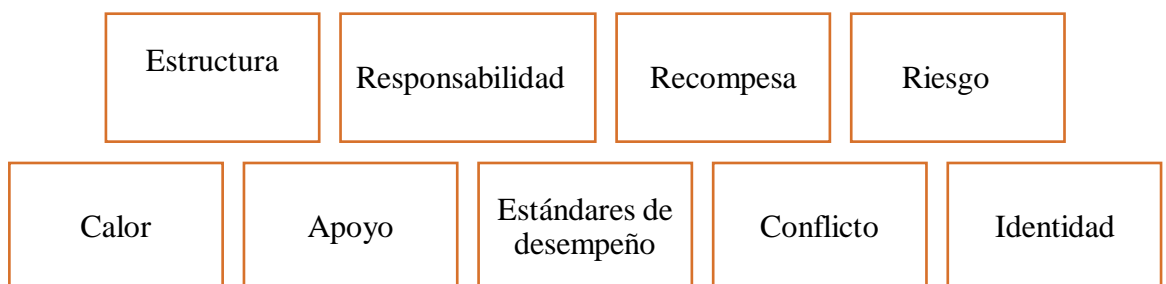 Estructura
Responsabilidad
Recompesa
Riesgo
Calor
Apoyo
Estándares de
desempeño
Conflicto
Identidad